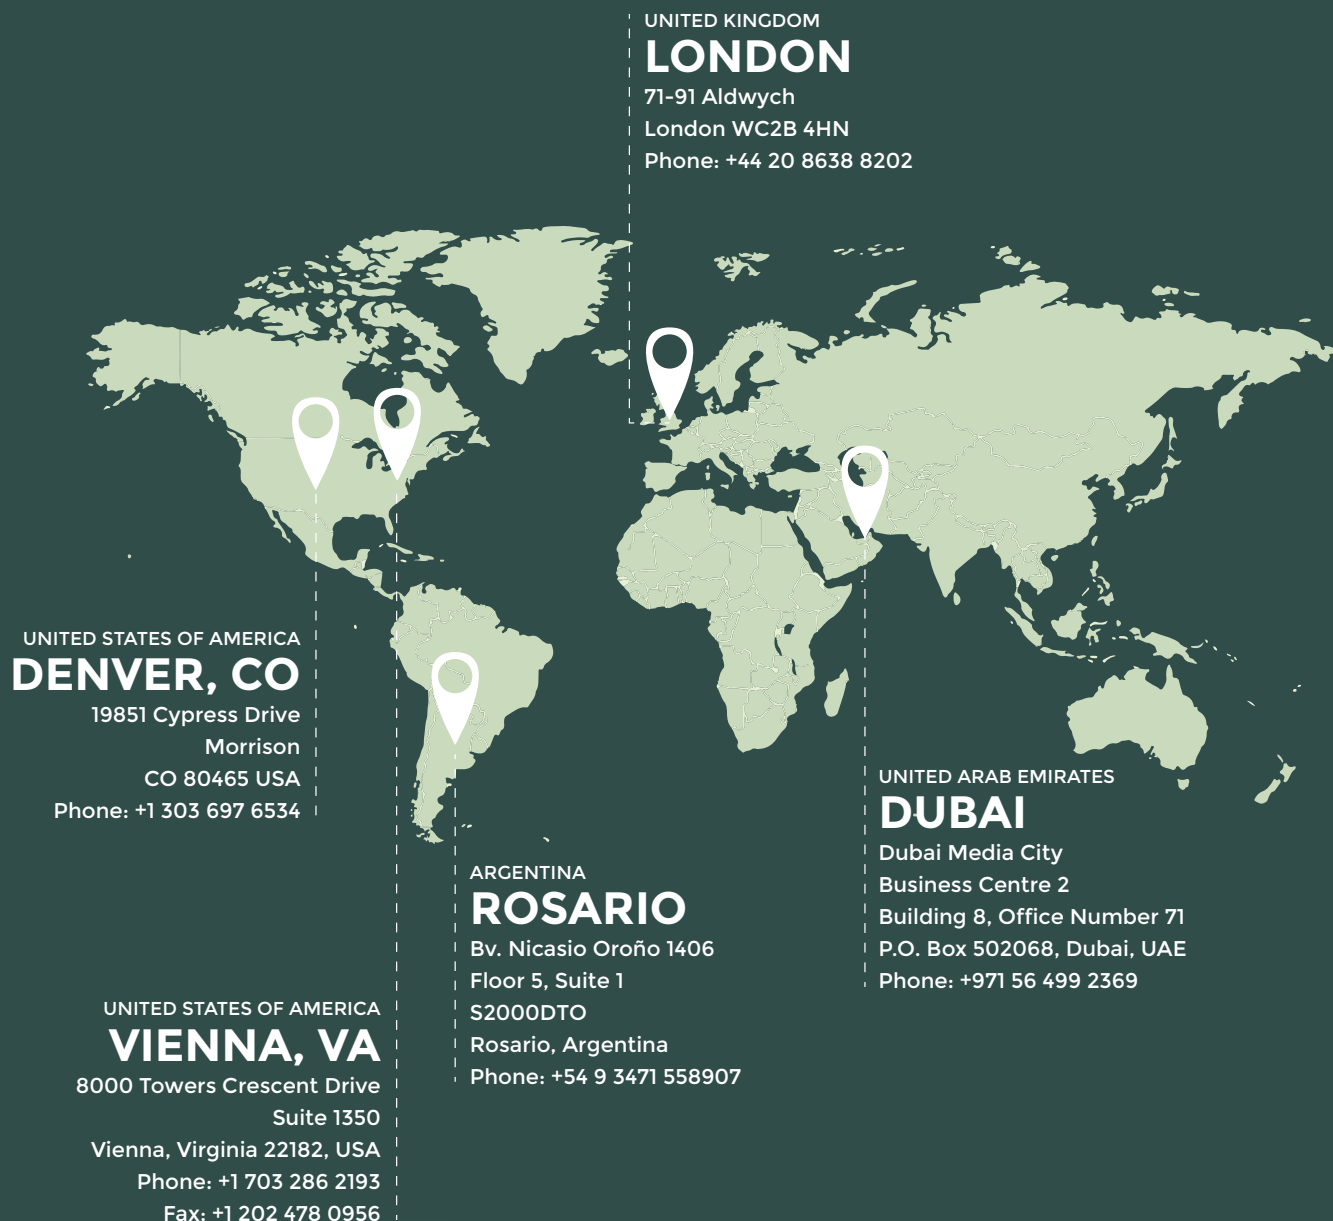 UNITED KINGDOM
LONDON
71-91 Aldwych
London WC2B 4HN
Phone: +44 20 8638 8202
UNITED STATES OF AMERICA
DENVER, CO
19851 Cypress Drive
Morrison
CO 80465 USA
Phone: +1 303 697 6534
UNITED ARAB EMIRATES
DUBAI
Dubai Media City
Business Centre 2
Building 8, Office Number 71
P.O. Box 502068, Dubai, UAE
Phone: +971 56 499 2369
ARGENTINA
ROSARIO
Bv. Nicasio Oroño 1406
Floor 5, Suite 1
S2000DTO
Rosario, Argentina
Phone: +54 9 3471 558907
UNITED STATES OF AMERICA
VIENNA, VA
8000 Towers Crescent Drive
Suite 1350
Vienna, Virginia 22182, USA
Phone: +1 703 286 2193
Fax: +1 202 478 0956